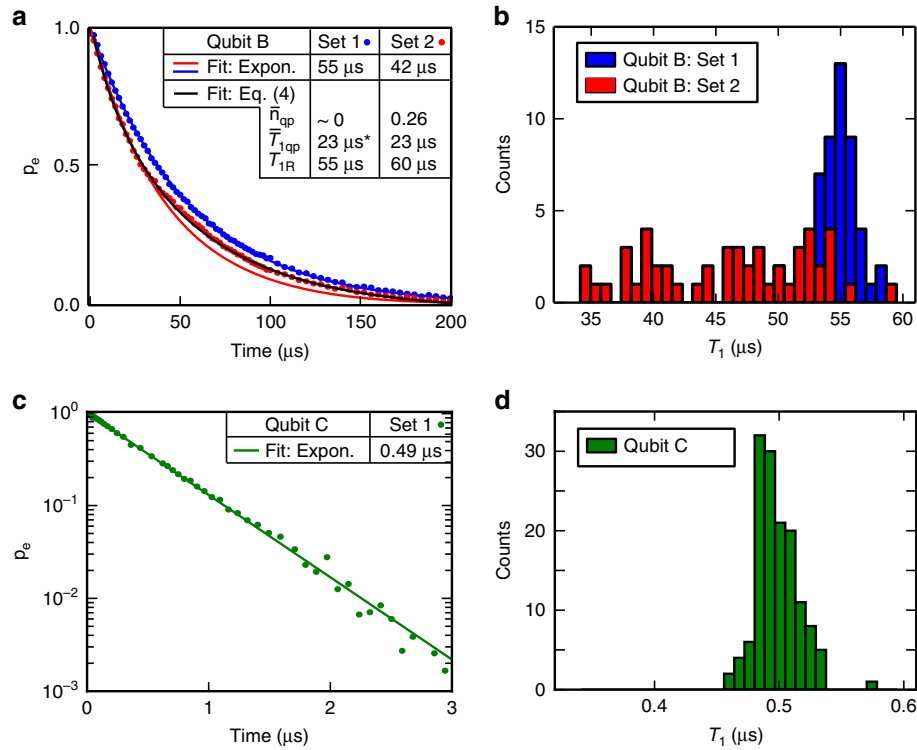 a
Qubit B Set 1 Set 2
Fit: Expon. 55 μs 42 μs
Fit: Eq. (4)
n̄qp ~ 0 0.26
T̄1qp 23 μs* 23 μs
T1R 55 μs 60 μs
pe
1.0
0.5
0.0
0 50 100 150 200
Time (μs)
b
Qubit B: Set 1
Qubit B: Set 2
Counts
15
10
5
0
35 40 45 50 55 60
T1 (μs)
c
Qubit C Set 1
Fit: Expon. 0.49 μs
pe
10⁰
10⁻¹
10⁻²
10⁻³
0 1 2 3
Time (μs)
d
Qubit C
Counts
30
20
10
0
0.4 0.5 0.6
T1 (μs)